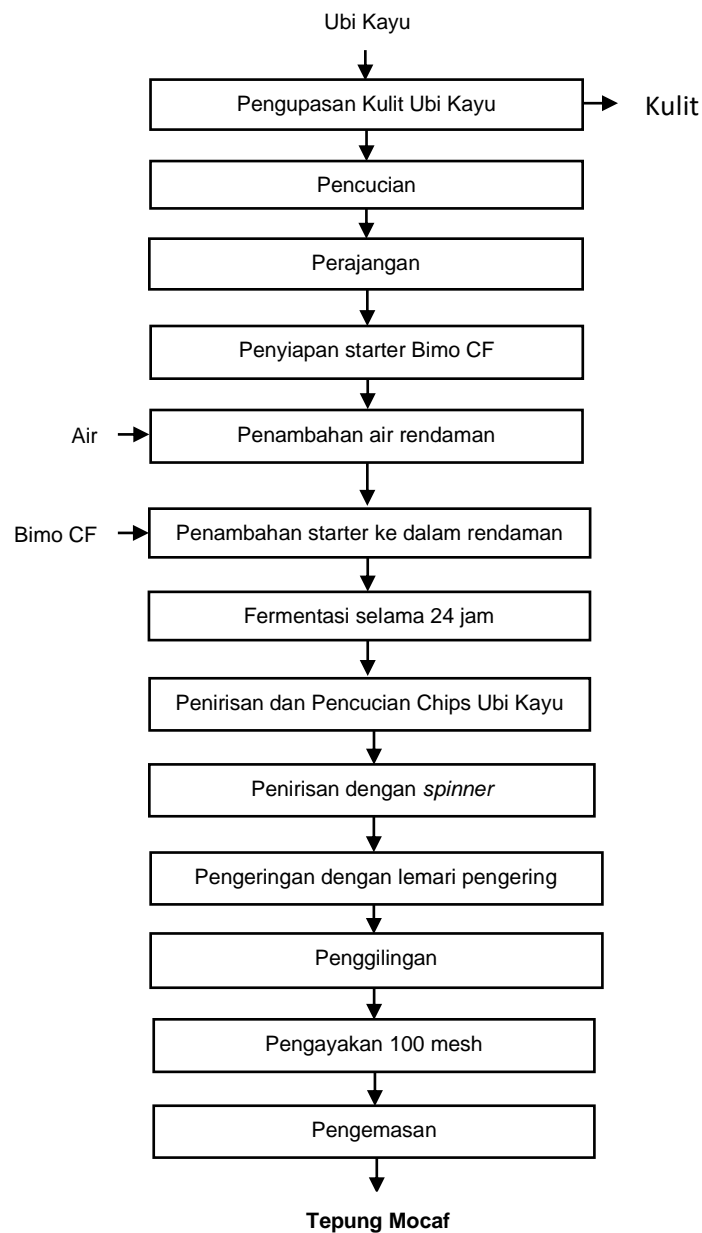 Ubi Kayu
Pengupasan Kulit Ubi Kayu
Kulit
Pencucian
Perajangan
Penyiapan starter Bimo CF
Air
Penambahan air rendaman
Bimo CF
Penambahan starter ke dalam rendaman
Fermentasi selama 24 jam
Penirisan dan Pencucian Chips Ubi Kayu
Penirisan dengan spinner
Pengeringan dengan lemari pengering
Penggilingan
Pengayakan 100 mesh
Pengemasan
Tepung Mocaf